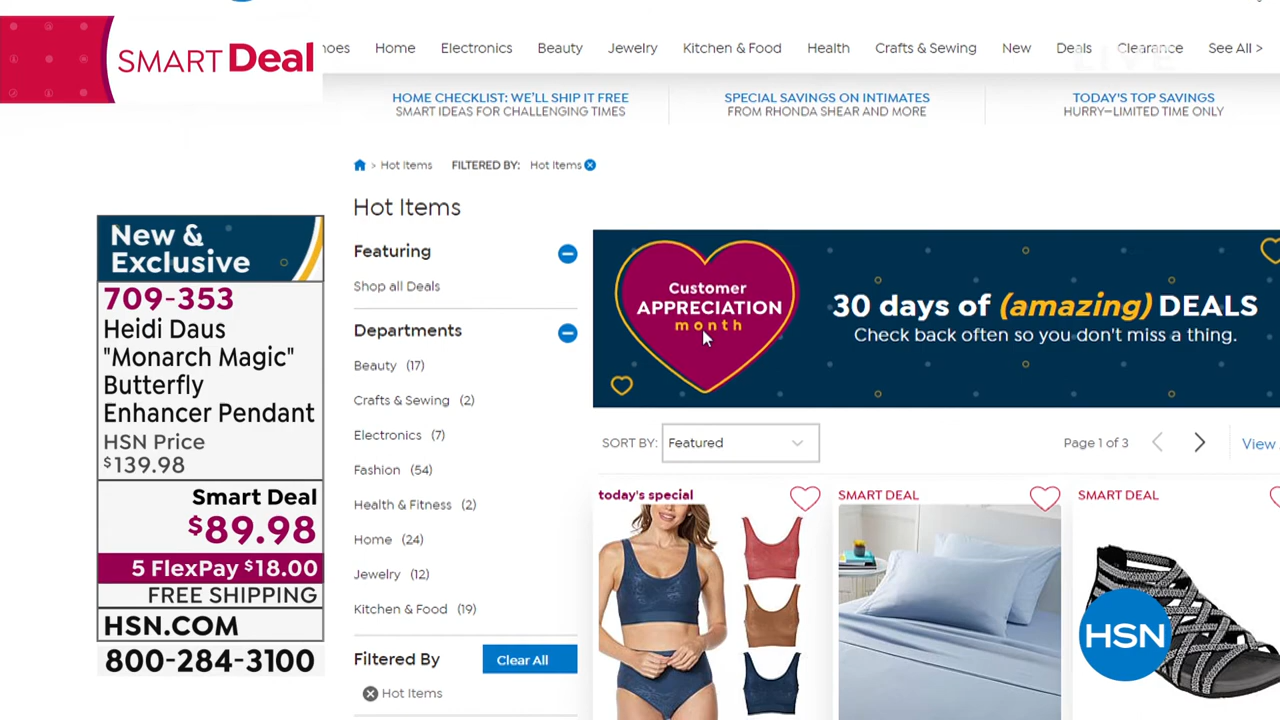 SMART Deal
Home Electronics Beauty Jewelry Kitchen & Food Health Crafts & Sewing New Deals Clearance See All >
LIVE
HOME CHECKLIST: WE'LL SHIP IT FREE
SMART IDEAS FOR CHALLENGING TIMES
SPECIAL SAVINGS ON INTIMATES
FROM RHONDA SHEAR AND MORE
TODAY'S TOP SAVINGS
HURRY—LIMITED TIME ONLY
> Hot Items FILTERED BY: Hot Items
New &
Exclusive
709-353
Heidi Daus
"Monarch Magic"
Butterfly
Enhancer Pendant
HSN Price
$139.98
Smart Deal
$89.98
5 FlexPay $18.00
FREE SHIPPING
HSN.COM
800-284-3100
Hot Items
Featuring
Shop all Deals
Departments
Beauty (17)
Crafts & Sewing (2)
Electronics (7)
Fashion (54)
Health & Fitness (2)
Home (24)
Jewelry (12)
Kitchen & Food (19)
Filtered By Clear All
Hot Items
Customer
APPRECIATION
month
30 days of (amazing) DEALS
Check back often so you don't miss a thing.
SORT BY: Featured
Page 1 of 3
View
today's special
SMART DEAL
SMART DEAL
HSN